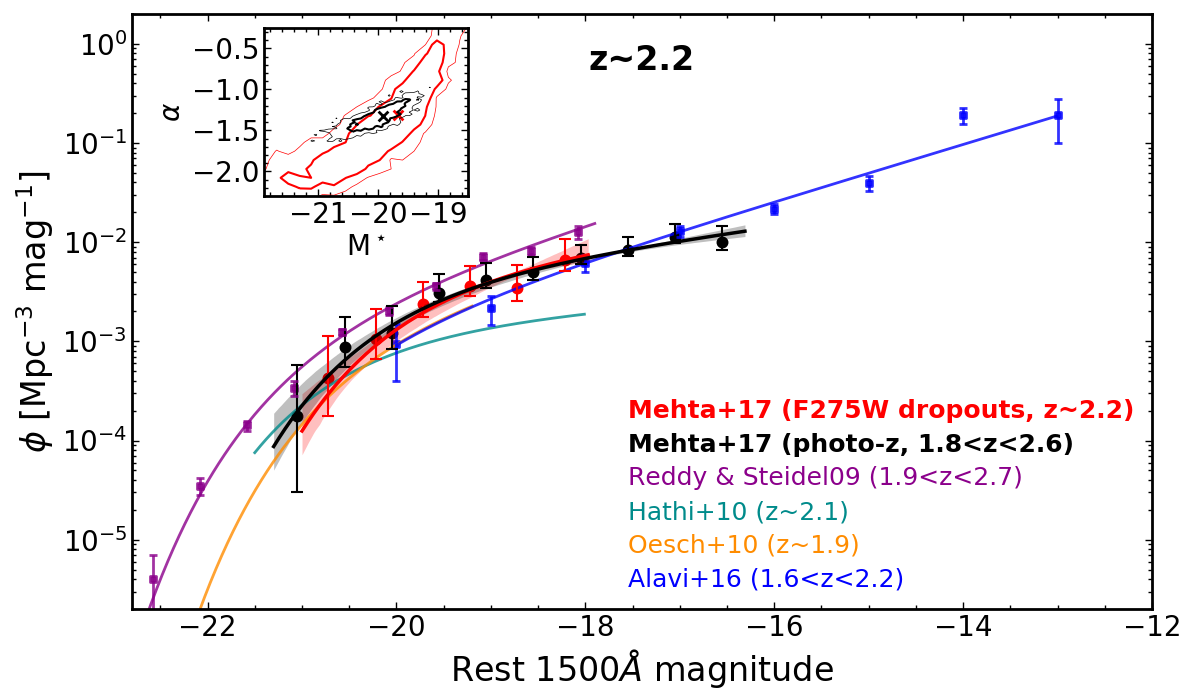 z~2.2
10⁰
10⁻¹
10⁻²
10⁻³
10⁻⁴
10⁻⁵
ϕ [Mpc⁻³ mag⁻¹]
−0.5
−1.0
−1.5
−2.0
α
−21 −20 −19
M⋆
Mehta+17 (F275W dropouts, z~2.2)
Mehta+17 (photo-z, 1.8<z<2.6)
Reddy & Steidel09 (1.9<z<2.7)
Hathi+10 (z~2.1)
Oesch+10 (z~1.9)
Alavi+16 (1.6<z<2.2)
−22 −20 −18 −16 −14 −12
Rest 1500Å magnitude